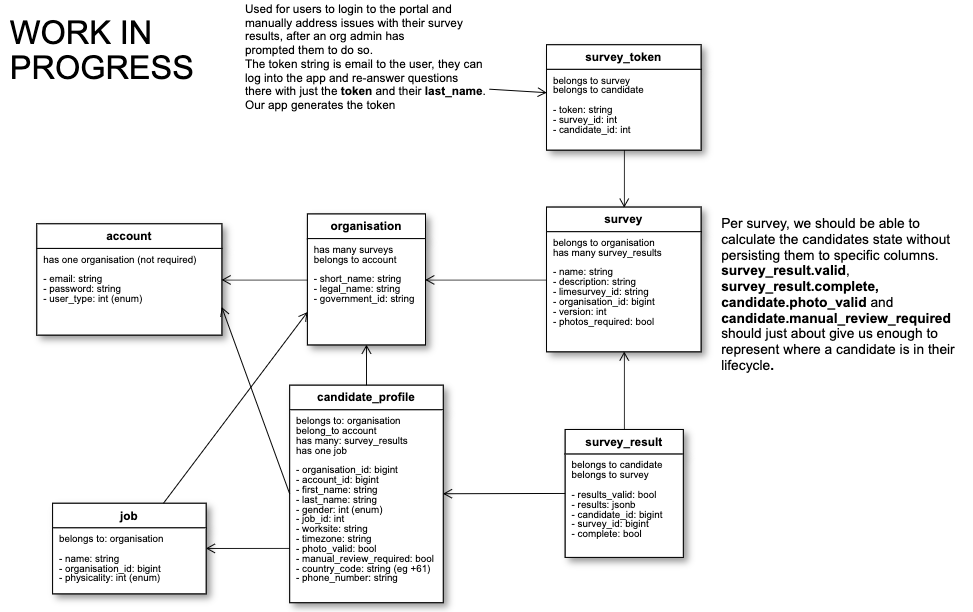 WORK IN
PROGRESS
Used for users to login to the portal and
manually address issues with their survey
results, after an org admin has
prompted them to do so.
The token string is email to the user, they can
log into the app and re-answer questions
there with just the token and their last_name.
Our app generates the token
survey_token
belongs to survey
belongs to candidate
- token: string
- survey_id: int
- candidate_id: int
account
has one organisation (not required)
- email: string
- password: string
- user_type: int (enum)
organisation
has many surveys
belongs to account
- short_name: string
- legal_name: string
- government_id: string
survey
belongs to organisation
has many survey_results
- name: string
- description: string
- limesurvey_id: string
- organisation_id: bigint
- version: int
- photos_required: bool
Per survey, we should be able to
calculate the candidates state without
persisting them to specific columns.
survey_result.valid,
survey_result.complete,
candidate.photo_valid and
candidate.manual_review_required
should just about give us enough to
represent where a candidate is in their
lifecycle.
candidate_profile
belongs to: organisation
belong_to account
has many: survey_results
has one job
- organisation_id: bigint
- account_id: bigint
- first_name: string
- last_name: string
- gender: int (enum)
- job_id: int
- worksite: string
- timezone: string
- photo_valid: bool
- manual_review_required: bool
- country_code: string (eg +61)
- phone_number: string
survey_result
belongs to candidate
belongs to survey
- results_valid: bool
- results: jsonb
- candidate_id: bigint
- survey_id: bigint
- complete: bool
job
belongs to: organisation
- name: string
- organisation_id: bigint
- physicality: int (enum)